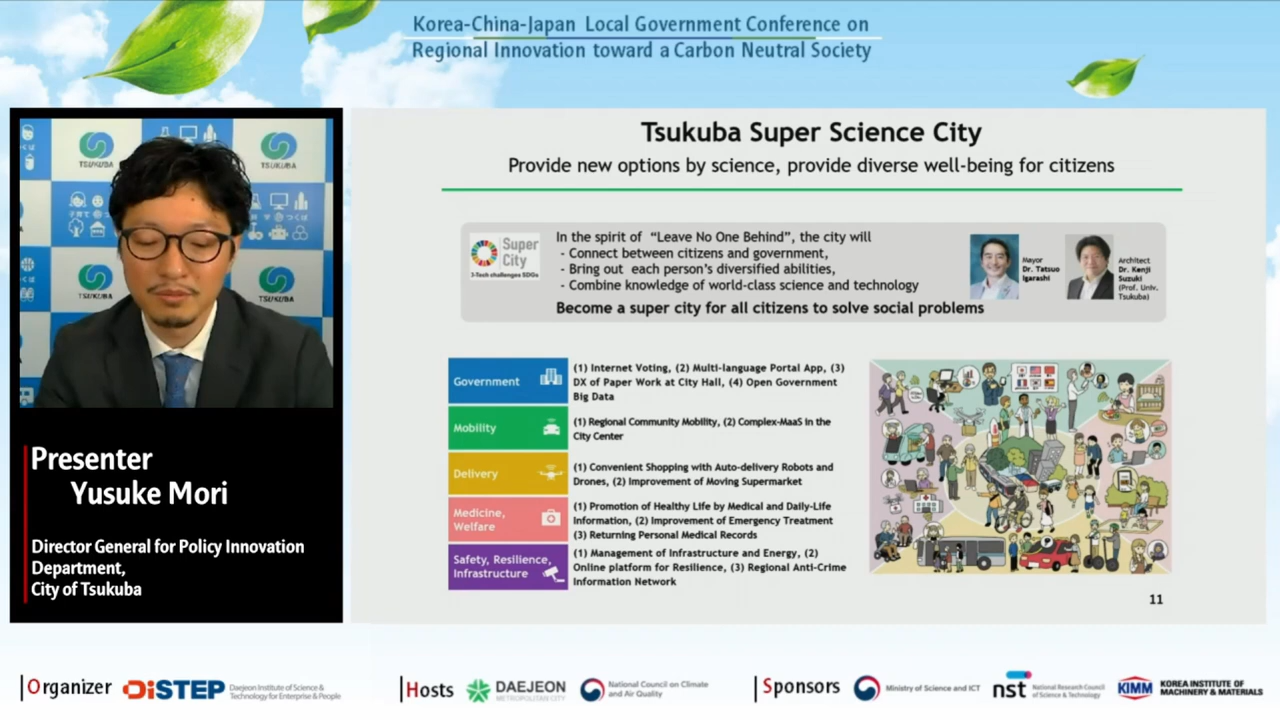 Korea-China-Japan Local Government Conference on
Regional Innovation toward a Carbon Neutral Society
TSUKUBA
TSUKUBA
TSUKUBA
TSUKUBA
Presenter
Yusuke Mori
Director General for Policy Innovation
Department,
City of Tsukuba
Tsukuba Super Science City
Provide new options by science, provide diverse well-being for citizens
Super
City
In the spirit of "Leave No One Behind", the city will
- Connect between citizens and government,
- Bring out each person's diversified abilities,
- Combine knowledge of world-class science and technology
Become a super city for all citizens to solve social problems
Mayor
Dr. Tatsuo
Igarashi
Architect
Dr. Kenji
Suzuki
(Prof. Univ.
Tsukuba)
Government
(1) Internet Voting, (2) Multi-language Portal App, (3)
DX of Paper Work at City Hall, (4) Open Government
Big Data
Mobility
(1) Regional Community Mobility, (2) Complex-MaaS in the
City Center
Delivery
(1) Convenient Shopping with Auto-delivery Robots and
Drones, (2) Improvement of Moving Supermarket
Medicine,
Welfare
(1) Promotion of Healthy Life by Medical and Daily-Life
Information, (2) Improvement of Emergency Treatment
(3) Returning Personal Medical Records
Safety, Resilience,
Infrastructure
(1) Management of Infrastructure and Energy, (2)
Online platform for Resilience, (3) Regional Anti-Crime
Information Network
11
Organizer
DISTEP
Daejeon Institute of Science &
Technology for Enterprise & People
Hosts
DAEJEON
METROPOLITAN CITY
National Council on Climate
and Air Quality
Sponsors
Ministry of Science and ICT
nst
National Research Council
of Science & Technology
KIMM
KOREA INSTITUTE OF
MACHINERY & MATERIALS